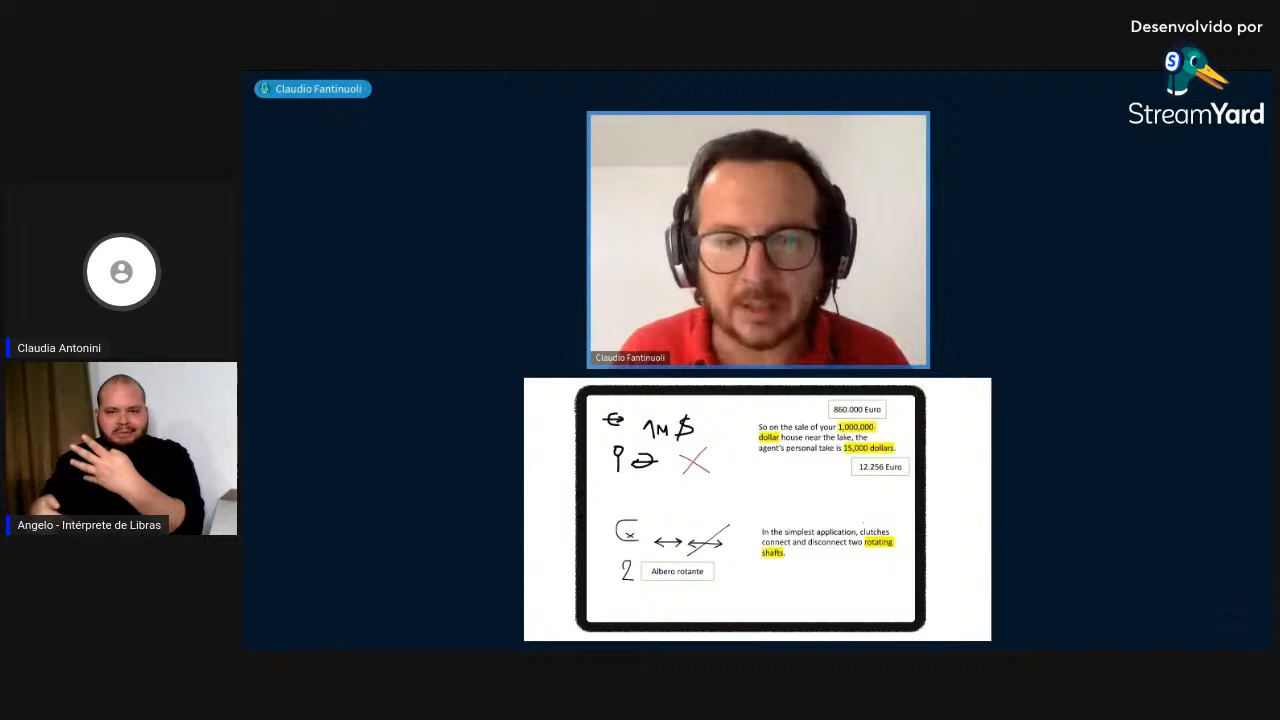 Desenvolvido por
StreamYard
Claudio Fantinuoli
Claudio Fantinuoli
Claudia Antonini
Angelo - Intérprete de Libras
1M $
860.000 Euro
So on the sale of your 1,000,000-
dollar house near the lake, the
agent's personal take is 15,000 dollars.
12.256 Euro
In the simplest application, clutches
connect and disconnect two rotating
shafts.
2
Albero rotante